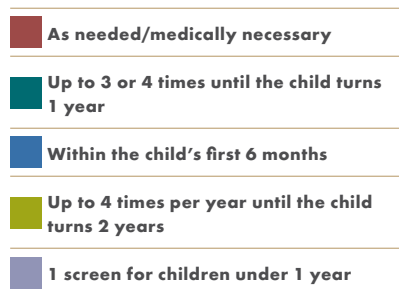 As needed/medically necessary
Up to 3 or 4 times until the child turns
1 year
Within the child's first 6 months
Up to 4 times per year until the child
turns 2 years
1 screen for children under 1 year